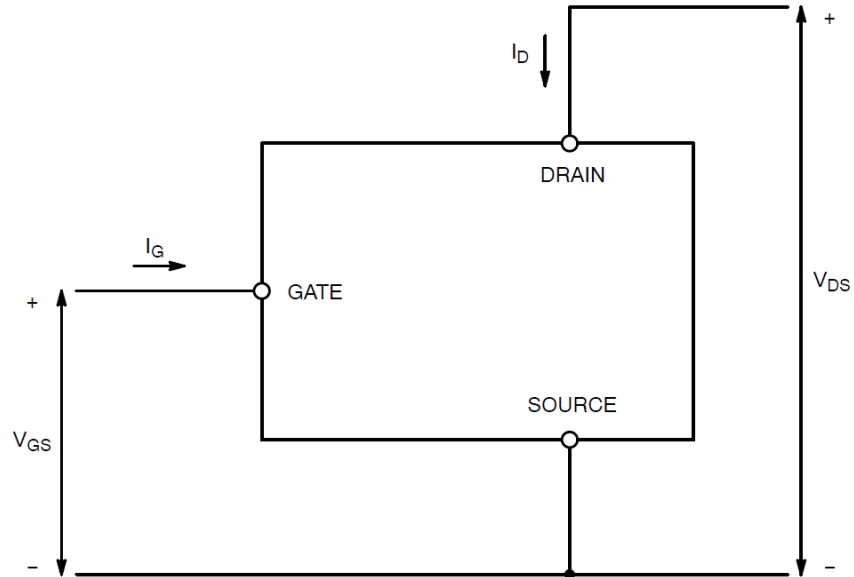 +
I_D
DRAIN
I_G
V_DS
+
GATE
SOURCE
V_GS
−
−